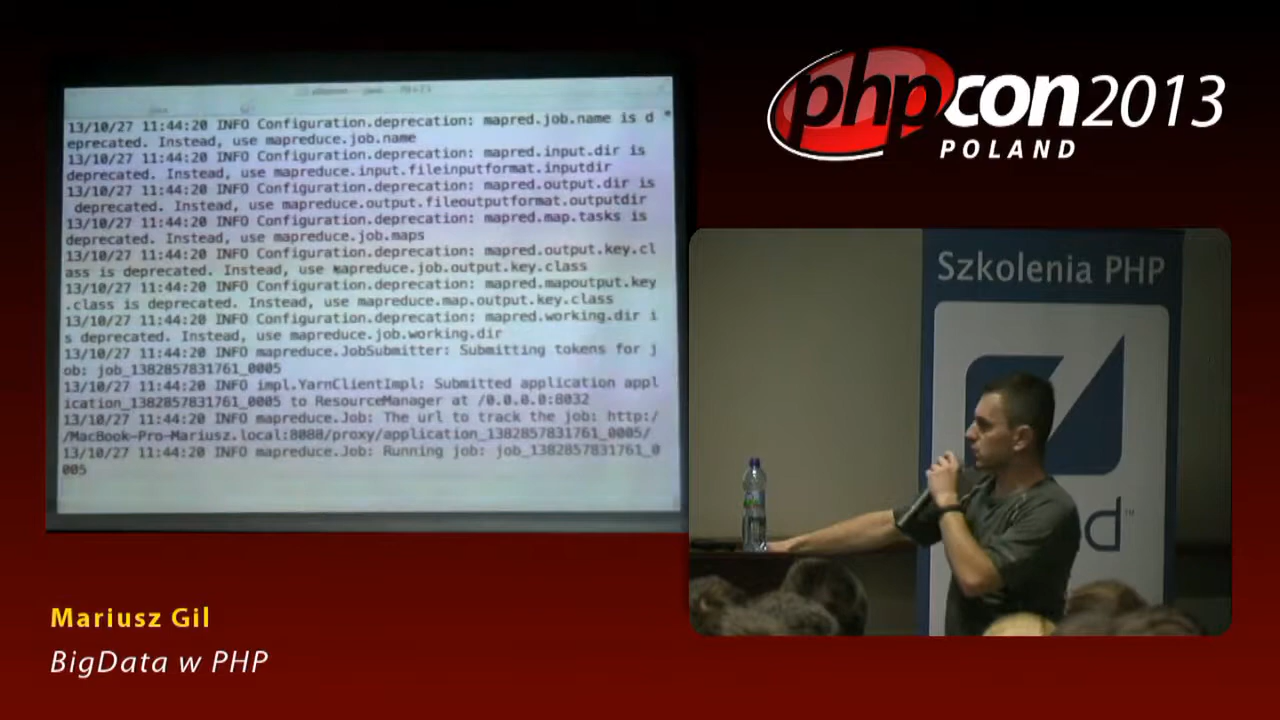 13/10/27 11:44:20 INFO Configuration.deprecation: mapred.job.name is d
eprecated. Instead, use mapreduce.job.name
13/10/27 11:44:20 INFO Configuration.deprecation: mapred.input.dir is
deprecated. Instead, use mapreduce.input.fileinputformat.inputdir
13/10/27 11:44:20 INFO Configuration.deprecation: mapred.output.dir is
deprecated. Instead, use mapreduce.output.fileoutputformat.outputdir
13/10/27 11:44:20 INFO Configuration.deprecation: mapred.map.tasks is
deprecated. Instead, use mapreduce.job.maps
13/10/27 11:44:20 INFO Configuration.deprecation: mapred.output.key.cl
ass is deprecated. Instead, use mapreduce.job.output.key.class
13/10/27 11:44:20 INFO Configuration.deprecation: mapred.mapoutput.key
.class is deprecated. Instead, use mapreduce.map.output.key.class
13/10/27 11:44:20 INFO Configuration.deprecation: mapred.working.dir i
s deprecated. Instead, use mapreduce.job.working.dir
13/10/27 11:44:20 INFO mapreduce.JobSubmitter: Submitting tokens for j
ob: job_1382857831761_0005
13/10/27 11:44:20 INFO impl.YarnClientImpl: Submitted application appl
ication_1382857831761_0005 to ResourceManager at /0.0.0.0:8032
13/10/27 11:44:20 INFO mapreduce.Job: The url to track the job: http:/
/MacBook-Pro-Mariusz.local:8088/proxy/application_1382857831761_0005/
13/10/27 11:44:20 INFO mapreduce.Job: Running job: job_1382857831761_0
005
phpcon2013
POLAND
Szkolenia PHP
d™
Mariusz Gil
BigData w PHP